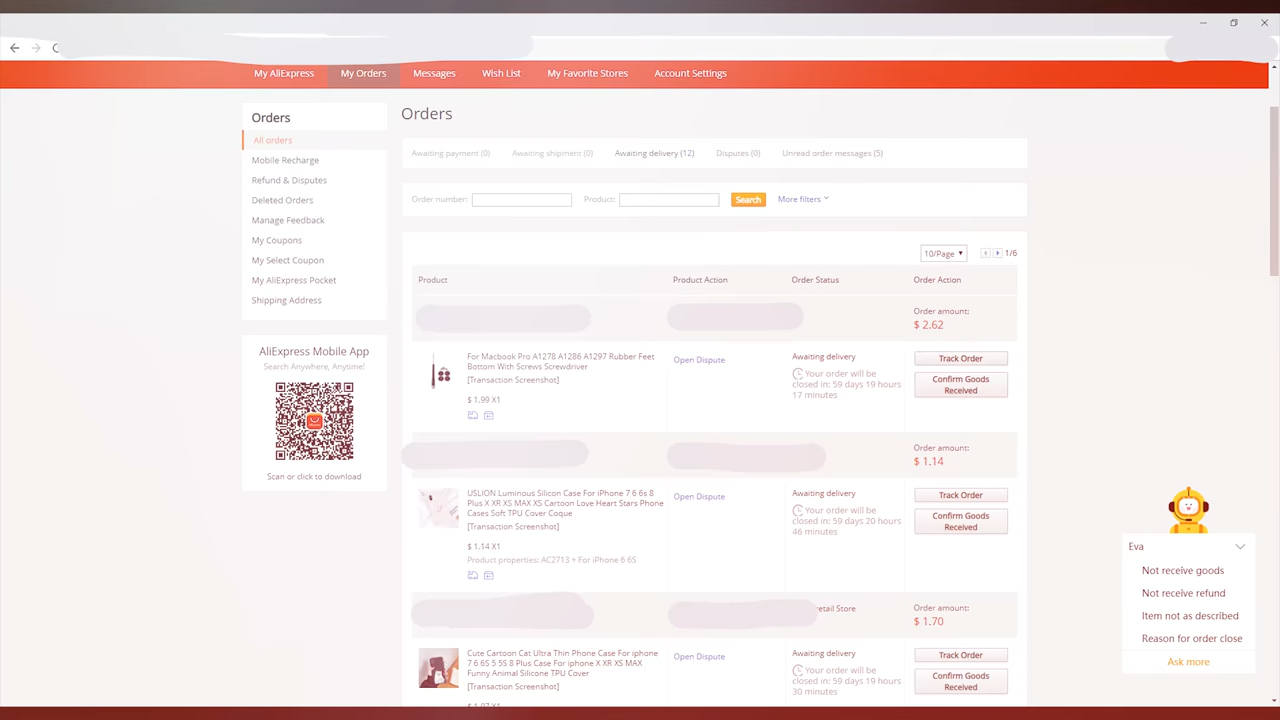 My AliExpress My Orders Messages Wish List My Favorite Stores Account Settings
Orders
All orders
Mobile Recharge
Refund & Disputes
Deleted Orders
Manage Feedback
My Coupons
My Select Coupon
My AliExpress Pocket
Shipping Address
AliExpress Mobile App
Search Anywhere, Anytime!
Scan or click to download
Orders
Awaiting payment (0) Awaiting shipment (0) Awaiting delivery (12) Disputes (0) Unread order messages (5)
Order number: Product: Search More filters
10/Page 1/6
Product Product Action Order Status Order Action
Order amount:
$ 2.62
For Macbook Pro A1278 A1286 A1297 Rubber Feet
Bottom With Screws Screwdriver
[Transaction Screenshot]
$ 1.99 X1
Open Dispute
Awaiting delivery
Your order will be
closed in: 59 days 19 hours
17 minutes
Track Order
Confirm Goods
Received
Order amount:
$ 1.14
USLION Luminous Silicon Case For iPhone 7 6 6s 8
Plus X XR XS MAX XS Cartoon Love Heart Stars Phone
Cases Soft TPU Cover Coque
[Transaction Screenshot]
$ 1.14 X1
Product properties: AC2713 + For iPhone 6 6S
Open Dispute
Awaiting delivery
Your order will be
closed in: 59 days 20 hours
46 minutes
Track Order
Confirm Goods
Received
retail Store
Order amount:
$ 1.70
Cute Cartoon Cat Ultra Thin Phone Case For iphone
7 6 6S 5 5S 8 Plus Case For iphone X XR XS MAX
Funny Animal Silicone TPU Cover
[Transaction Screenshot]
Open Dispute
Awaiting delivery
Your order will be
closed in: 59 days 19 hours
30 minutes
Track Order
Confirm Goods
Received
Eva
Not receive goods
Not receive refund
Item not as described
Reason for order close
Ask more